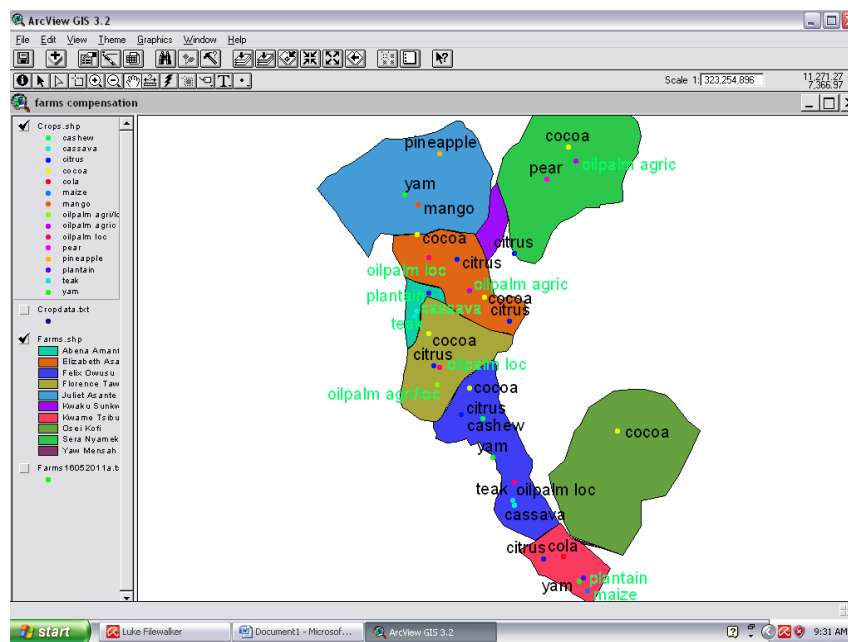 ArcView GIS 3.2
File Edit View Theme Graphics Window Help
Scale 1: 323,254,896
11,271.27
7,366.97
farms compensation
Crops.shp
cashew
cassava
citrus
cocoa
cola
maize
mango
oilpalm agri/lo
oilpalm agric
oilpalm loc
pear
pineapple
plantain
teak
yam
Cropdata.txt
Farms.shp
Abena Amant
Elizabeth Asa
Felix Owusu
Florence Taw
Juliet Asante
Kwaku Sunkw
Kwame Tsibu
Osei Kofi
Sera Nyamek
Yaw Mensah
Farms16052011a.t
pineapple
cocoa
oilpalm agric
pear
yam
mango
cocoa
citrus
citrus
oilpalm loc
oilpalm agric
plantain
cocoa
cassava
citrus
teak
cocoa
citrus
oilpalm loc
oilpalm agri/loc
cocoa
citrus
cashew
cocoa
yam
teak
oilpalm loc
cassava
citrus
cola
plantain
yam
maize
start
Luke Filewalker
Document1 - Microsof...
ArcView GIS 3.2
9:31 AM